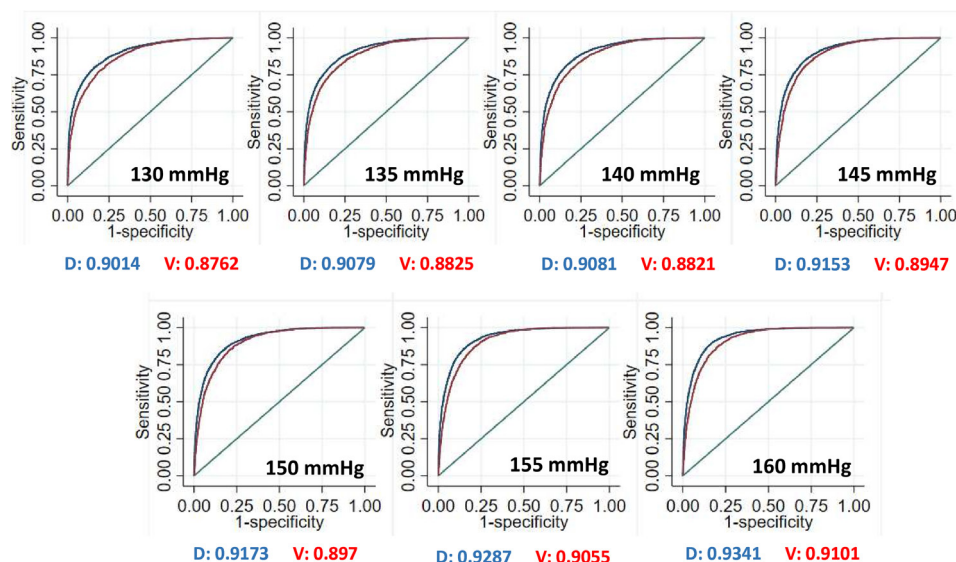 Sensitivity
0.00 0.25 0.50 0.75 1.00
130 mmHg
0.00 0.25 0.50 0.75 1.00
1-specificity
D: 0.9014 V: 0.8762
Sensitivity
0.00 0.25 0.50 0.75 1.00
135 mmHg
0.00 0.25 0.50 0.75 1.00
1-specificity
D: 0.9079 V: 0.8825
Sensitivity
0.00 0.25 0.50 0.75 1.00
140 mmHg
0.00 0.25 0.50 0.75 1.00
1-specificity
D: 0.9081 V: 0.8821
Sensitivity
0.00 0.25 0.50 0.75 1.00
145 mmHg
0.00 0.25 0.50 0.75 1.00
1-specificity
D: 0.9153 V: 0.8947
Sensitivity
0.00 0.25 0.50 0.75 1.00
150 mmHg
0.00 0.25 0.50 0.75 1.00
1-specificity
D: 0.9173 V: 0.897
Sensitivity
0.00 0.25 0.50 0.75 1.00
155 mmHg
0.00 0.25 0.50 0.75 1.00
1-specificity
D: 0.9287 V: 0.9055
Sensitivity
0.00 0.25 0.50 0.75 1.00
160 mmHg
0.00 0.25 0.50 0.75 1.00
1-specificity
D: 0.9341 V: 0.9101